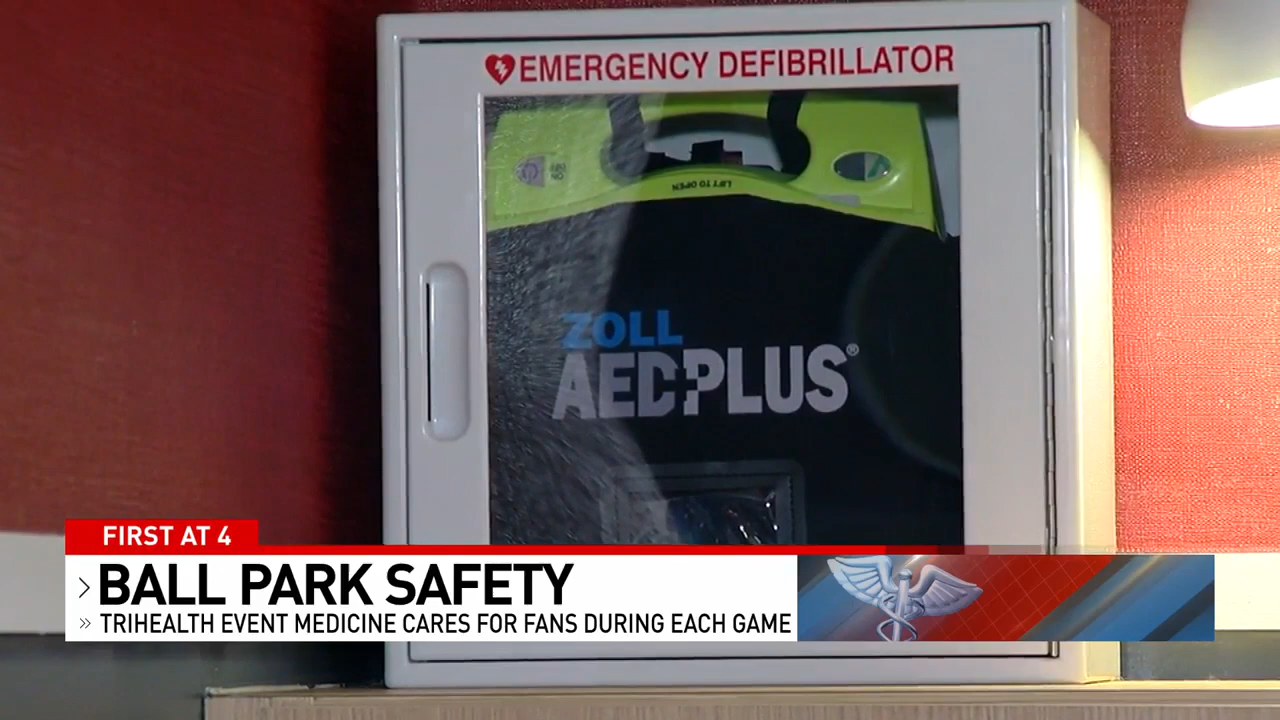 EMERGENCY DEFIBRILLATOR
LIFT TO OPEN
ZOLL
AED PLUS®
FIRST AT 4
BALL PARK SAFETY
TRIHEALTH EVENT MEDICINE CARES FOR FANS DURING EACH GAME